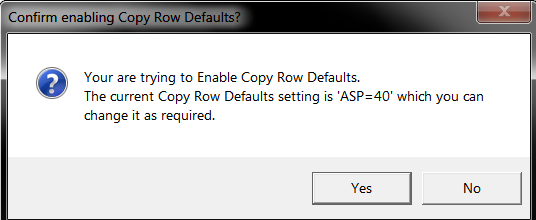 Confirm enabling Copy Row Defaults?
Your are trying to Enable Copy Row Defaults.
The current Copy Row Defaults setting is 'ASP=40' which you can
change it as required.
Yes
No